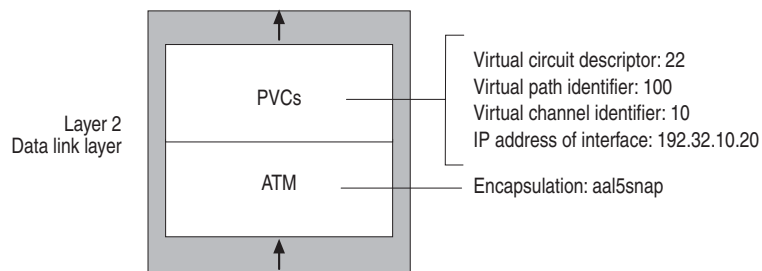 Layer 2
Data link layer
PVCs
ATM
Virtual circuit descriptor: 22
Virtual path identifier: 100
Virtual channel identifier: 10
IP address of interface: 192.32.10.20
Encapsulation: aal5snap